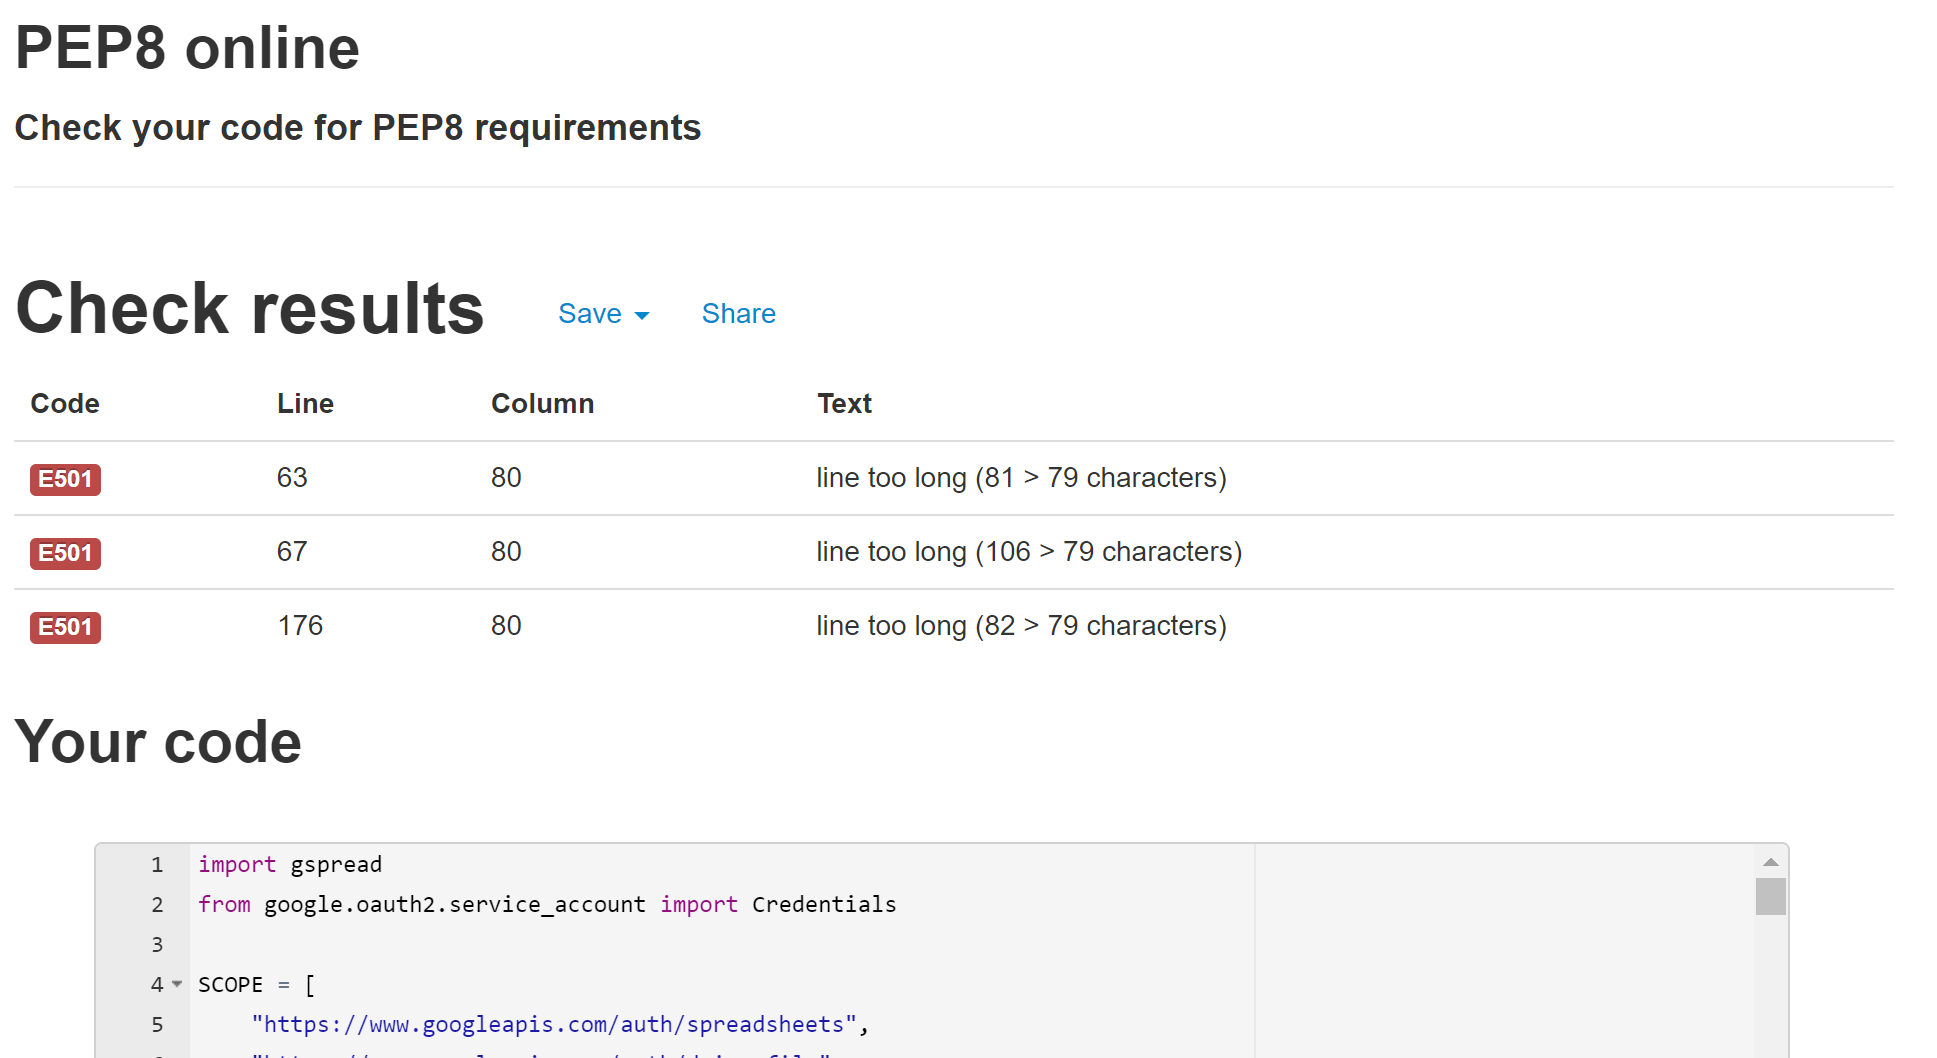 PEP8 online
Check your code for PEP8 requirements
Check results Save Share
Code Line Column Text
E501 63 80 line too long (81 > 79 characters)
E501 67 80 line too long (106 > 79 characters)
E501 176 80 line too long (82 > 79 characters)
Your code
1 import gspread
2 from google.oauth2.service_account import Credentials
3
4 SCOPE = [
5 "https://www.googleapis.com/auth/spreadsheets",